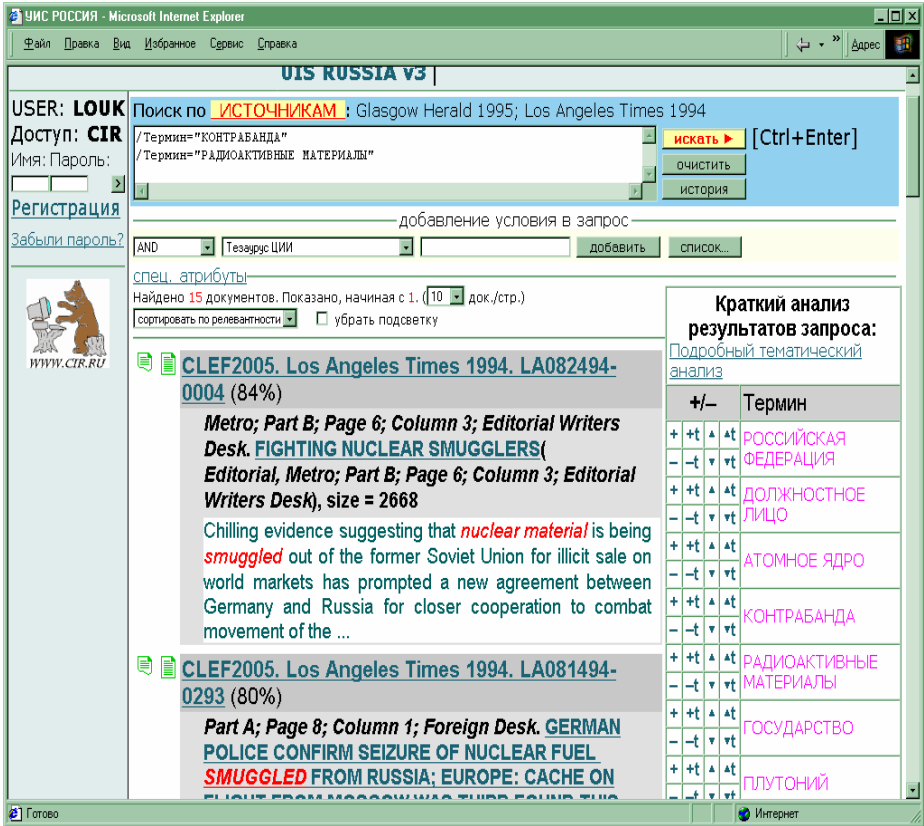 УИС РОССИЯ - Microsoft Internet Explorer
Файл Правка Вид Избранное Сервис Справка
Адрес
UIS RUSSIA v3
USER: LOUK
Доступ: CIR
Имя: Пароль:
Регистрация
Забыли пароль?
WWW.CIR.RU
Поиск по ИСТОЧНИКАМ : Glasgow Herald 1995; Los Angeles Times 1994
/Термин="КОНТРАБАНДА"
/Термин="РАДИОАКТИВНЫЕ МАТЕРИАЛЫ"
искать ► [Ctrl+Enter]
очистить
история
добавление условия в запрос
AND Тезаурус ЦИИ добавить список...
спец. атрибуты
Найдено 15 документов. Показано, начиная с 1. (10 док./стр.)
сортировать по релевантности убрать подсветку
CLEF2005. Los Angeles Times 1994. LA082494-
0004 (84%)
Metro; Part B; Page 6; Column 3; Editorial Writers
Desk. FIGHTING NUCLEAR SMUGGLERS(
Editorial, Metro; Part B; Page 6; Column 3; Editorial
Writers Desk), size = 2668
Chilling evidence suggesting that nuclear material is being
smuggled out of the former Soviet Union for illicit sale on
world markets has prompted a new agreement between
Germany and Russia for closer cooperation to combat
movement of the ...
CLEF2005. Los Angeles Times 1994. LA081494-
0293 (80%)
Part A; Page 8; Column 1; Foreign Desk. GERMAN
POLICE CONFIRM SEIZURE OF NUCLEAR FUEL
SMUGGLED FROM RUSSIA; EUROPE: CACHE ON
FLIGHT FROM MOSCOW WAS THIRD FOUND THIS
Краткий анализ
результатов запроса:
Подробный тематический
анализ
+/– Термин
+ +t ▲ ▲t РОССИЙСКАЯ
– –t ▼ ▼t ФЕДЕРАЦИЯ
+ +t ▲ ▲t ДОЛЖНОСТНОЕ
– –t ▼ ▼t ЛИЦО
+ +t ▲ ▲t АТОМНОЕ ЯДРО
– –t ▼ ▼t
+ +t ▲ ▲t КОНТРАБАНДА
– –t ▼ ▼t
+ +t ▲ ▲t РАДИОАКТИВНЫЕ
– –t ▼ ▼t МАТЕРИАЛЫ
+ +t ▲ ▲t ГОСУДАРСТВО
– –t ▼ ▼t
+ +t ▲ ▲t ПЛУТОНИЙ
– –t ▼ ▼t
Готово Интернет